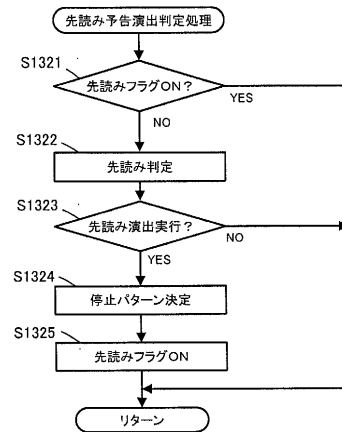 先読み予告演出判定処理
S1321
先読みフラグON?
YES
NO
S1322
先読み判定
S1323
先読み演出実行?
NO
YES
S1324
停止パターン決定
S1325
先読みフラグON
リターン